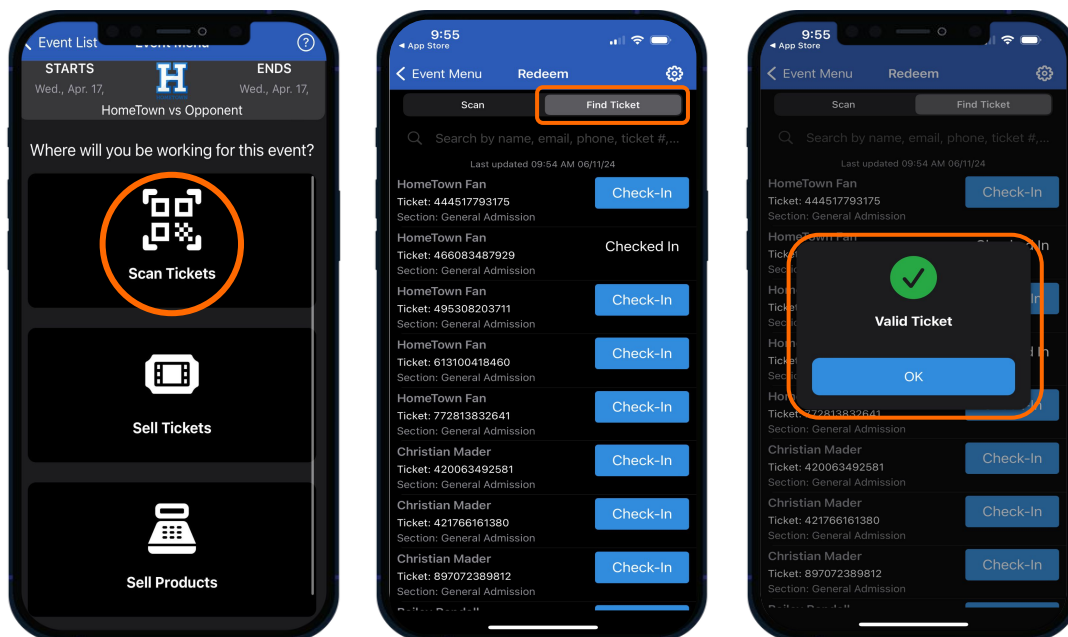 Event List
Event Menu
?
STARTS
H
ENDS
Wed., Apr. 17,
Wed., Apr. 17,
HomeTown vs Opponent
Where will you be working for this event?
Scan Tickets
Sell Tickets
Sell Products
9:55
App Store
Event Menu
Redeem
Scan
Find Ticket
Search by name, email, phone, ticket #,...
Last updated 09:54 AM 06/11/24
HomeTown Fan
Ticket: 444517793175
Section: General Admission
Check-In
HomeTown Fan
Ticket: 466083487929
Section: General Admission
Checked In
HomeTown Fan
Ticket: 495308203711
Section: General Admission
Check-In
HomeTown Fan
Ticket: 613100418460
Section: General Admission
Check-In
HomeTown Fan
Ticket: 772813832641
Section: General Admission
Check-In
Christian Mader
Ticket: 420063492581
Section: General Admission
Check-In
Christian Mader
Ticket: 421766161380
Section: General Admission
Check-In
Christian Mader
Ticket: 897072389812
Section: General Admission
Check-In
9:55
App Store
Event Menu
Redeem
Scan
Find Ticket
Search by name, email, phone, ticket #,...
Last updated 09:54 AM 06/11/24
HomeTown Fan
Ticket: 444517793175
Section: General Admission
Check-In
HomeTown Fan
Valid Ticket
OK
Ticket: 772813832641
Section: General Admission
Christian Mader
Ticket: 420063492581
Section: General Admission
Check-In
Christian Mader
Ticket: 421766161380
Section: General Admission
Check-In
Christian Mader
Ticket: 897072389812
Section: General Admission
Check-In